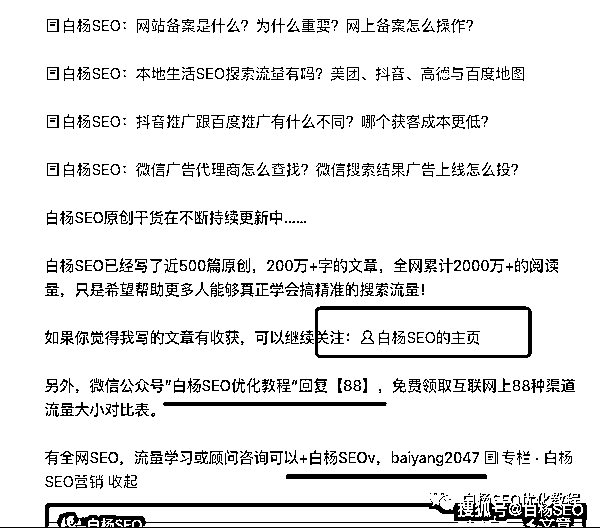 白杨SEO：网站备案是什么？为什么重要？网上备案怎么操作？
白杨SEO：本地生活SEO搜索流量有吗？美团、抖音、高德与百度地图
白杨SEO：抖音推广跟百度推广有什么不同？哪个获客成本更低？
白杨SEO：微信广告代理商怎么查找？微信搜索结果广告上线怎么投？
白杨SEO原创干货在不断持续更新中......
白杨SEO已经写了近500篇原创，200万+字的文章，全网累计2000万+的阅读
量，只是希望帮助更多人能够真正学会搞精准的搜索流量！
如果你觉得我写的文章有收获，可以继续关注：白杨SEO的主页
另外，微信公众号“白杨SEO优化教程”回复【88】，免费领取互联网上88种渠道
流量大小对比表。
有全网SEO，流量学习或顾问咨询可以+白杨SEOv，baiyang2047 专栏 · 白杨
SEO营销 收起
白杨SEO优化教程
搜狐号@白杨SEO
白杨SEO
文章